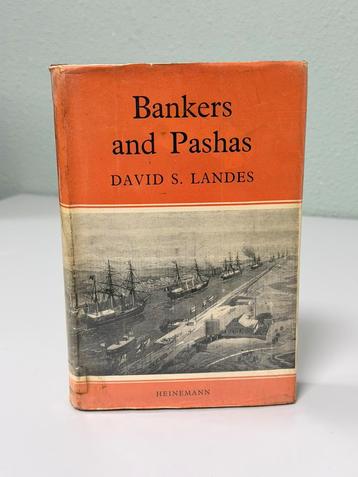 Bankers
and Pashas
DAVID S. LANDES
HEINEMANN